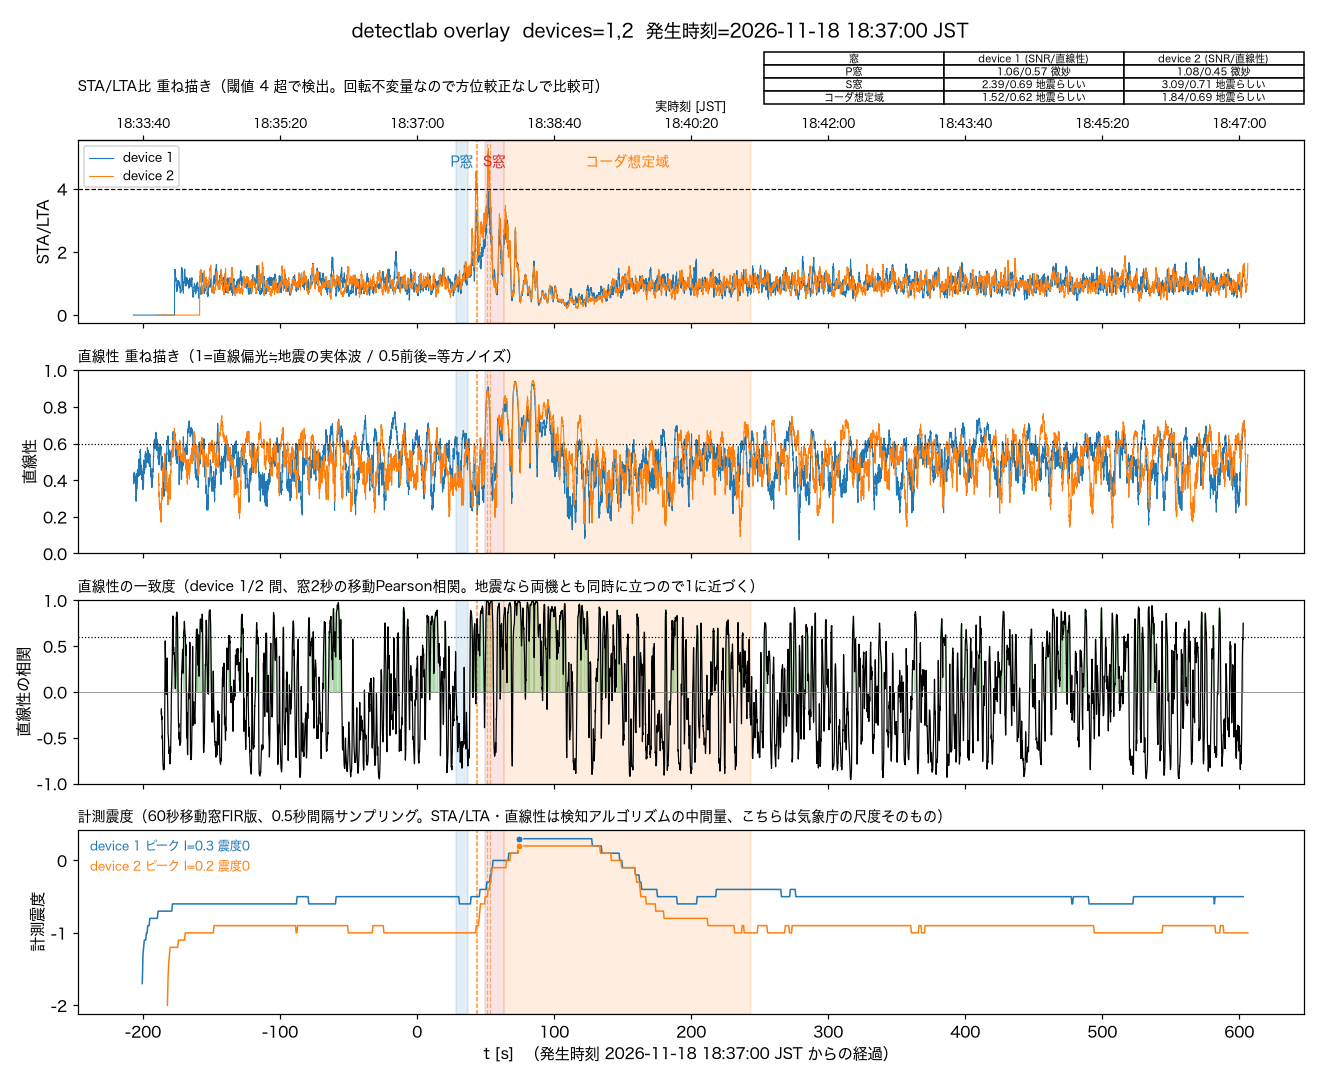 detectlab overlay  devices=1,2  発生時刻=2026-11-18 18:37:00 JST
窓 device 1 (SNR/直線性) device 2 (SNR/直線性)
P窓 1.06/0.57 微妙 1.08/0.45 微妙
S窓 2.39/0.69 地震らしい 3.09/0.71 地震らしい
コーダ想定域 1.52/0.62 地震らしい 1.84/0.69 地震らしい
STA/LTA比 重ね描き（閾値 4 超で検出。回転不変量なので方位較正なしで比較可）
実時刻 [JST]
18:33:40 18:35:20 18:37:00 18:38:40 18:40:20 18:42:00 18:43:40 18:45:20 18:47:00
device 1
device 2
P窓 S窓 コーダ想定域
STA/LTA
4
2
0
直線性 重ね描き（1=直線偏光≒地震の実体波 / 0.5前後=等方ノイズ）
直線性
1.0
0.8
0.6
0.4
0.2
0.0
直線性の一致度（device 1/2 間、窓2秒の移動Pearson相関。地震なら両機とも同時に立つので1に近づく）
直線性の相関
1.0
0.5
0.0
-0.5
-1.0
計測震度（60秒移動窓FIR版、0.5秒間隔サンプリング。STA/LTA・直線性は検知アルゴリズムの中間量、こちらは気象庁の尺度そのもの）
device 1 ピーク I=0.3 震度0
device 2 ピーク I=0.2 震度0
計測震度
0
-1
-2
-200 -100 0 100 200 300 400 500 600
t [s]　（発生時刻 2026-11-18 18:37:00 JST からの経過）